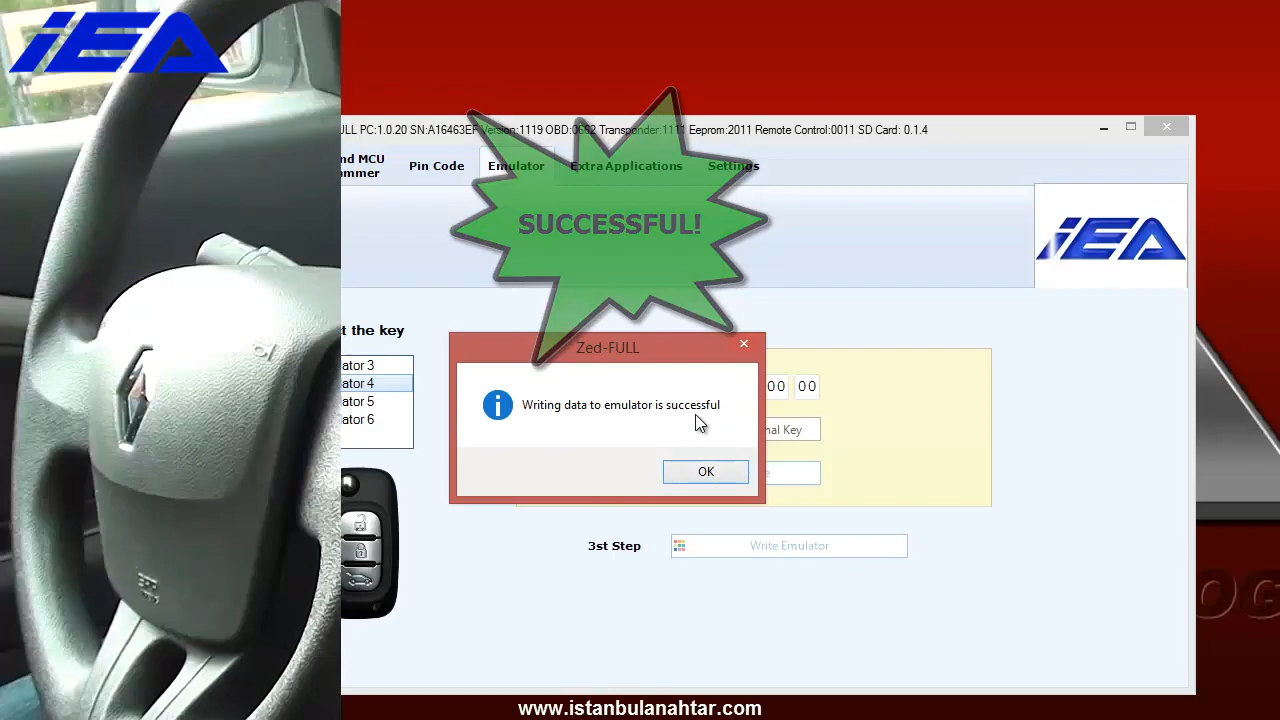 iEA
ULL PC:1.0.20 SN:A16463EF Version:1119 OBD:0662 Transponder:1111 Eeprom:2011 Remote Control:0011 SD Card: 0.1.4
nd MCU
mmer
Pin Code
Emulator
Extra Applications
Settings
SUCCESSFUL!
iEA
t the key
Zed-FULL
ator 3
ator 4
ator 5
ator 6
00 00
Writing data to emulator is successful
nal Key
OK
3st Step
Write Emulator
www.istanbulanahtar.com